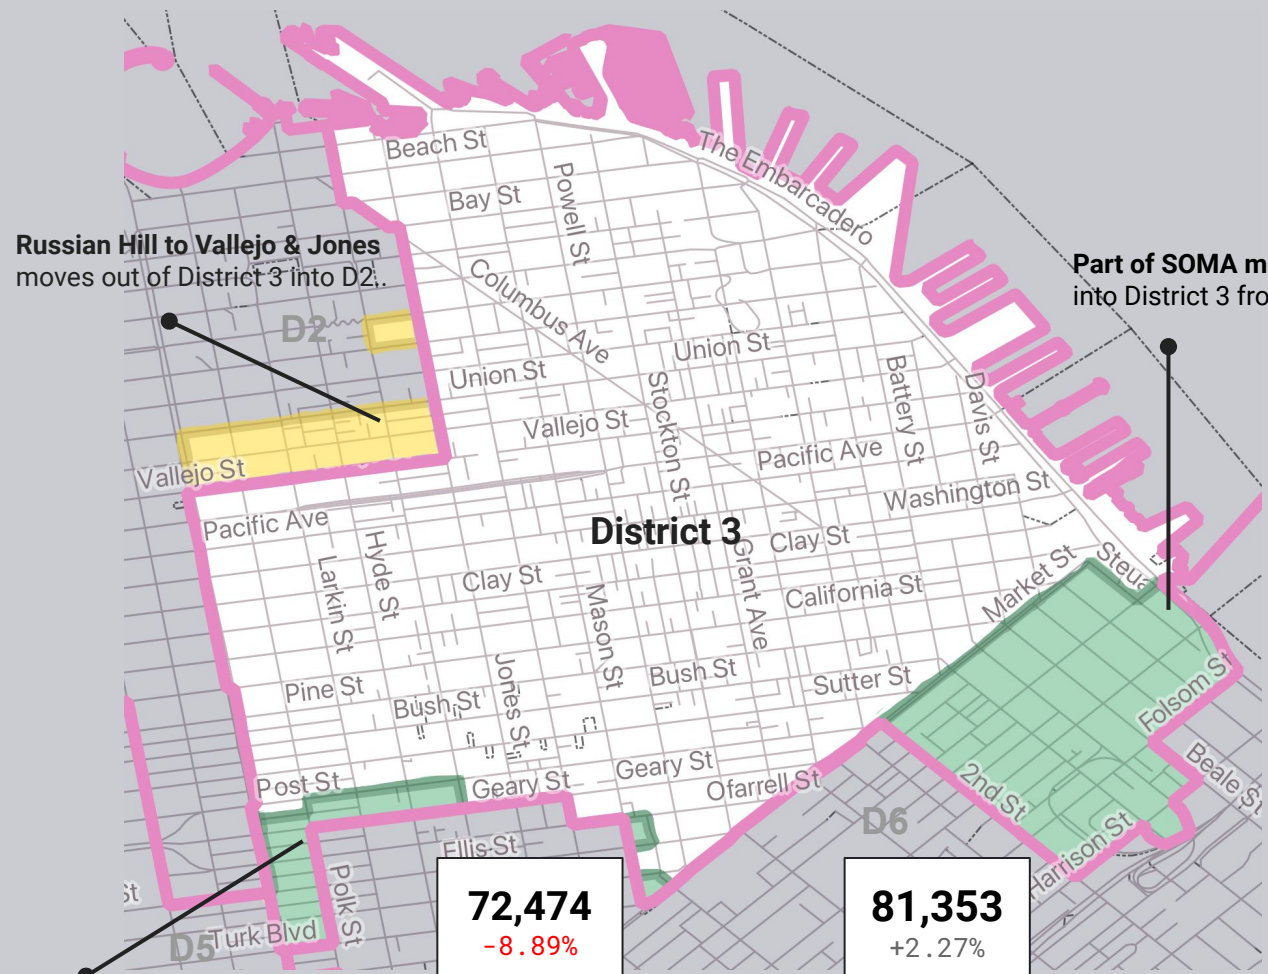 Beach St
The Embarcadero
Powell St
Bay St
Russian Hill to Vallejo & Jones
moves out of District 3 into D2..
Part of SOMA m
into District 3 fro
Columbus Ave
D2
Union St
Union St
Stockton St
Battery St
Davis St
Vallejo St
Pacific Ave
Vallejo St
Washington St
Pacific Ave
District 3
Clay St
Grant Ave
Hyde St
Larkin St
Clay St
Mason St
California St
Market St
Steua
Pine St
Bush St
Jones St
Bush St
Sutter St
Folsom St
Post St
Geary St
Geary St
Ofarrell St
2nd St
Beale St
D6
Ellis St
Harrison St
Polk St
St
72,474
-8.89%
81,353
+2.27%
D5
Turk Blvd